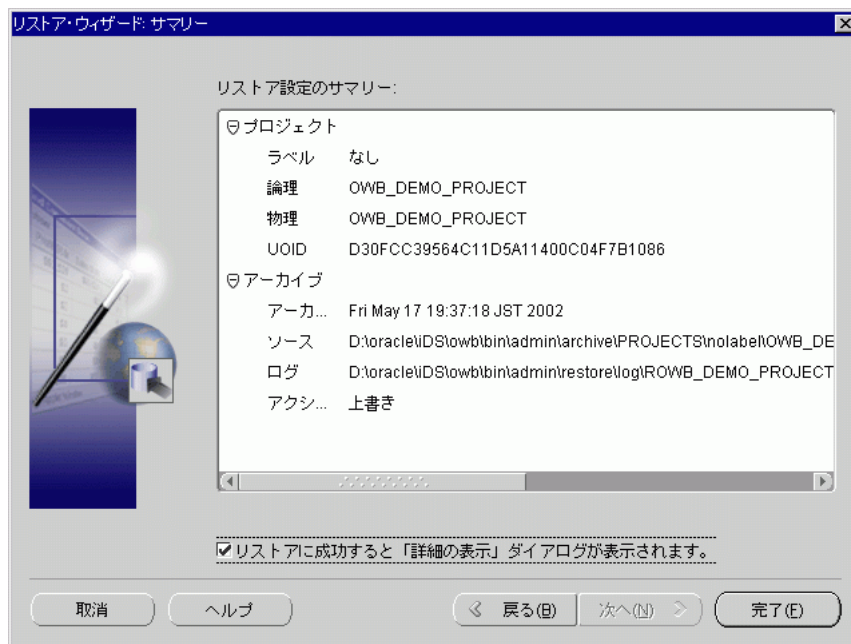 リストア・ウィザード: サマリー
リストア設定のサマリー:
プロジェクト
ラベル なし
論理 OWB_DEMO_PROJECT
物理 OWB_DEMO_PROJECT
UOID D30FCC39564C11D5A11400C04F7B1086
アーカイブ
アーカ... Fri May 17 19:37:18 JST 2002
ソース D:\oracle\iDS\owb\bin\admin\archive\PROJECTS\nolabel\OWB_DE
ログ D:\oracle\iDS\owb\bin\admin\restore\log\ROWB_DEMO_PROJECT
アクシ... 上書き
リストアに成功すると「詳細の表示」ダイアログが表示されます。
取消 ヘルプ 戻る(B) 次へ(N) 完了(F)